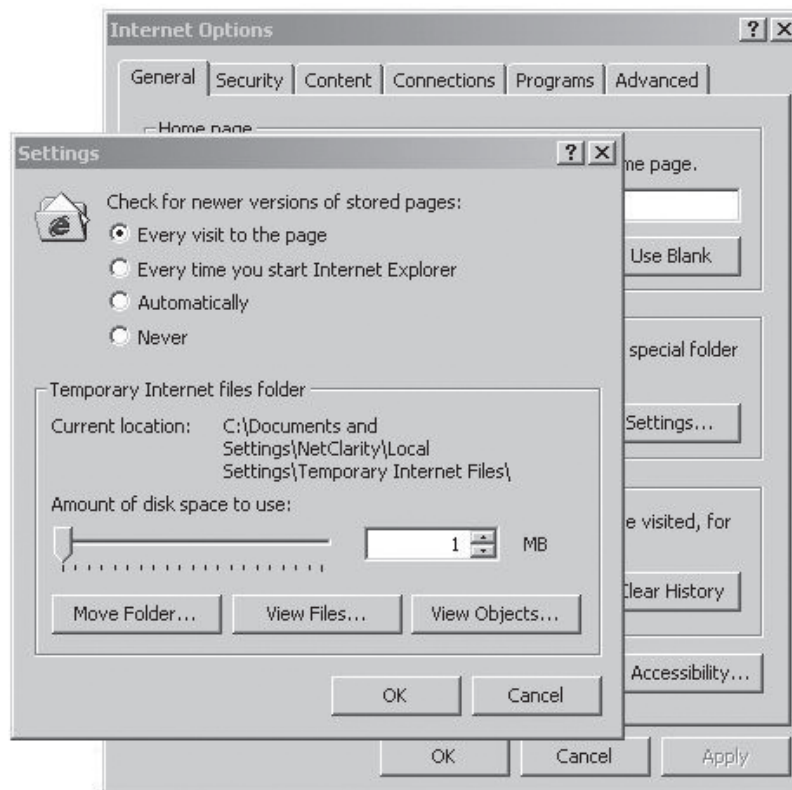 Internet Options
General Security Content Connections Programs Advanced
Home page
me page.
Use Blank
special folder
Settings...
e visited, for
Clear History
Accessibility...
OK Cancel Apply
Settings
Check for newer versions of stored pages:
Every visit to the page
Every time you start Internet Explorer
Automatically
Never
Temporary Internet files folder
Current location: C:\Documents and
Settings\NetClarity\Local
Settings\Temporary Internet Files\
Amount of disk space to use:
1 MB
Move Folder... View Files... View Objects...
OK Cancel